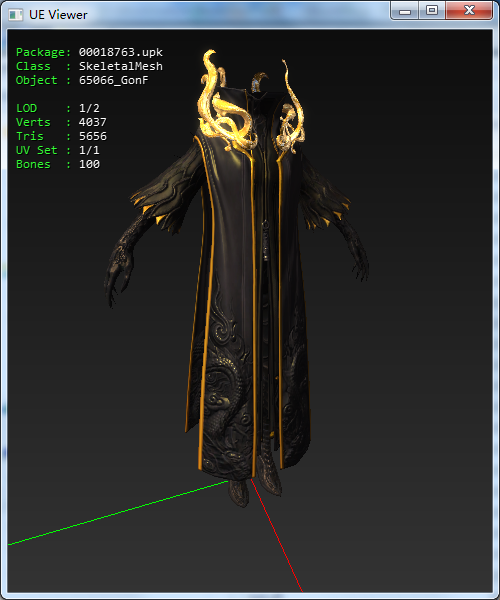 UE Viewer
Package: 00018763.upk
Class  : SkeletalMesh
Object : 65066_GonF
LOD    : 1/2
Verts  : 4037
Tris   : 5656
UV Set : 1/1
Bones  : 100